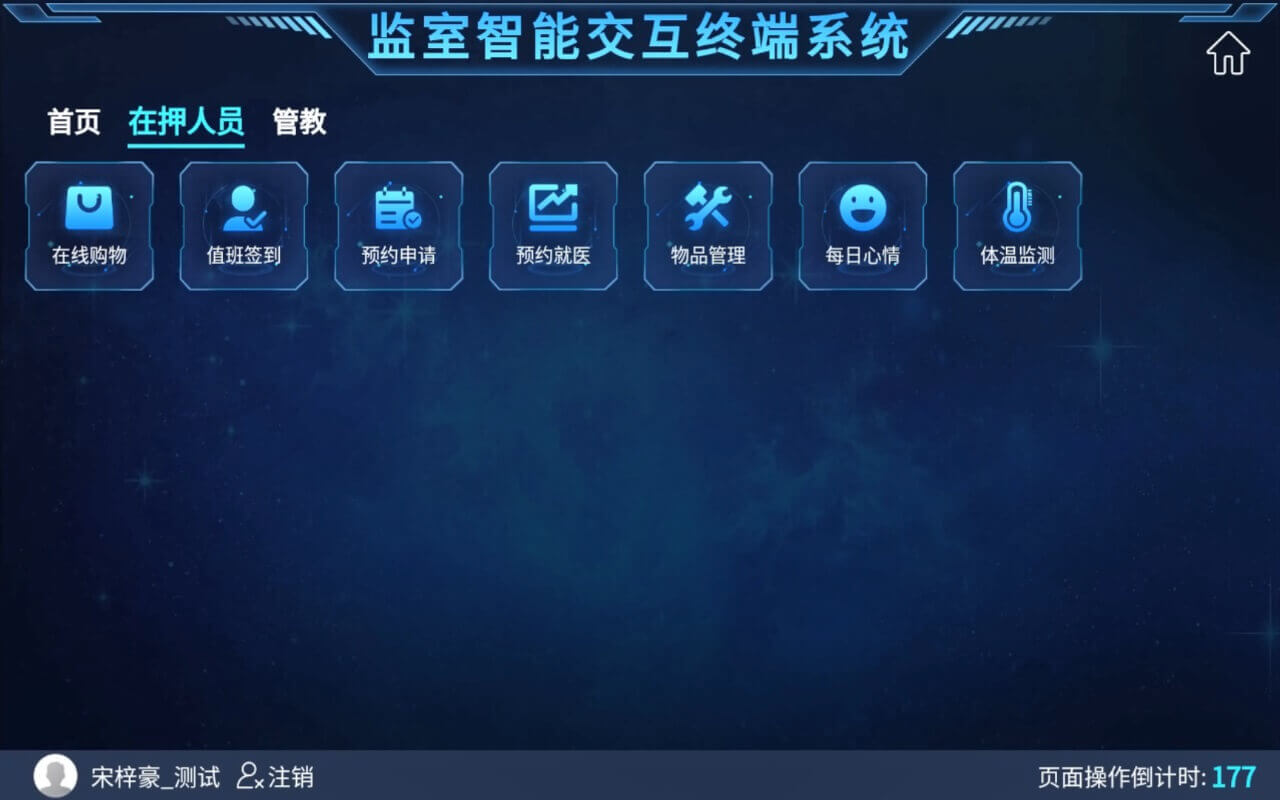 监室智能交互终端系统
首页 在押人员 管教
在线购物 值班签到 预约申请 预约就医 物品管理 每日心情 体温监测
宋梓豪_测试 注销 页面操作倒计时: 177